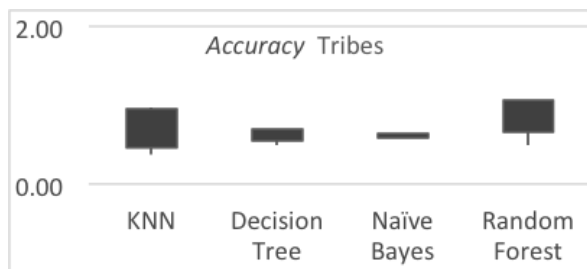 2.00
Accuracy Tribes
0.00
KNN Decision Naïve Random
Tree Bayes Forest